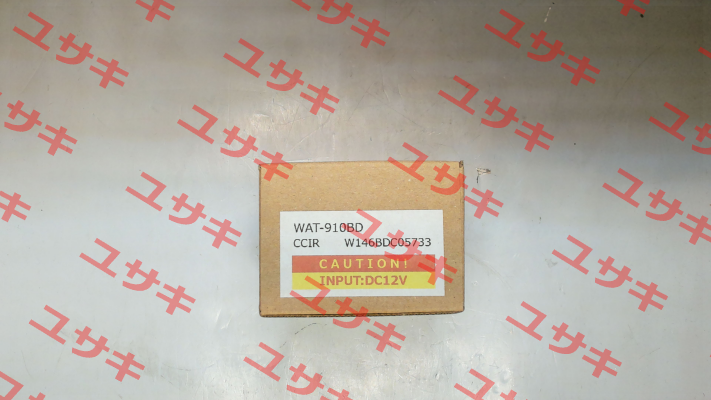 WAT-910BD
CCIR W146BDC05733
CAUTION!
INPUT:DC12V
ユサキ